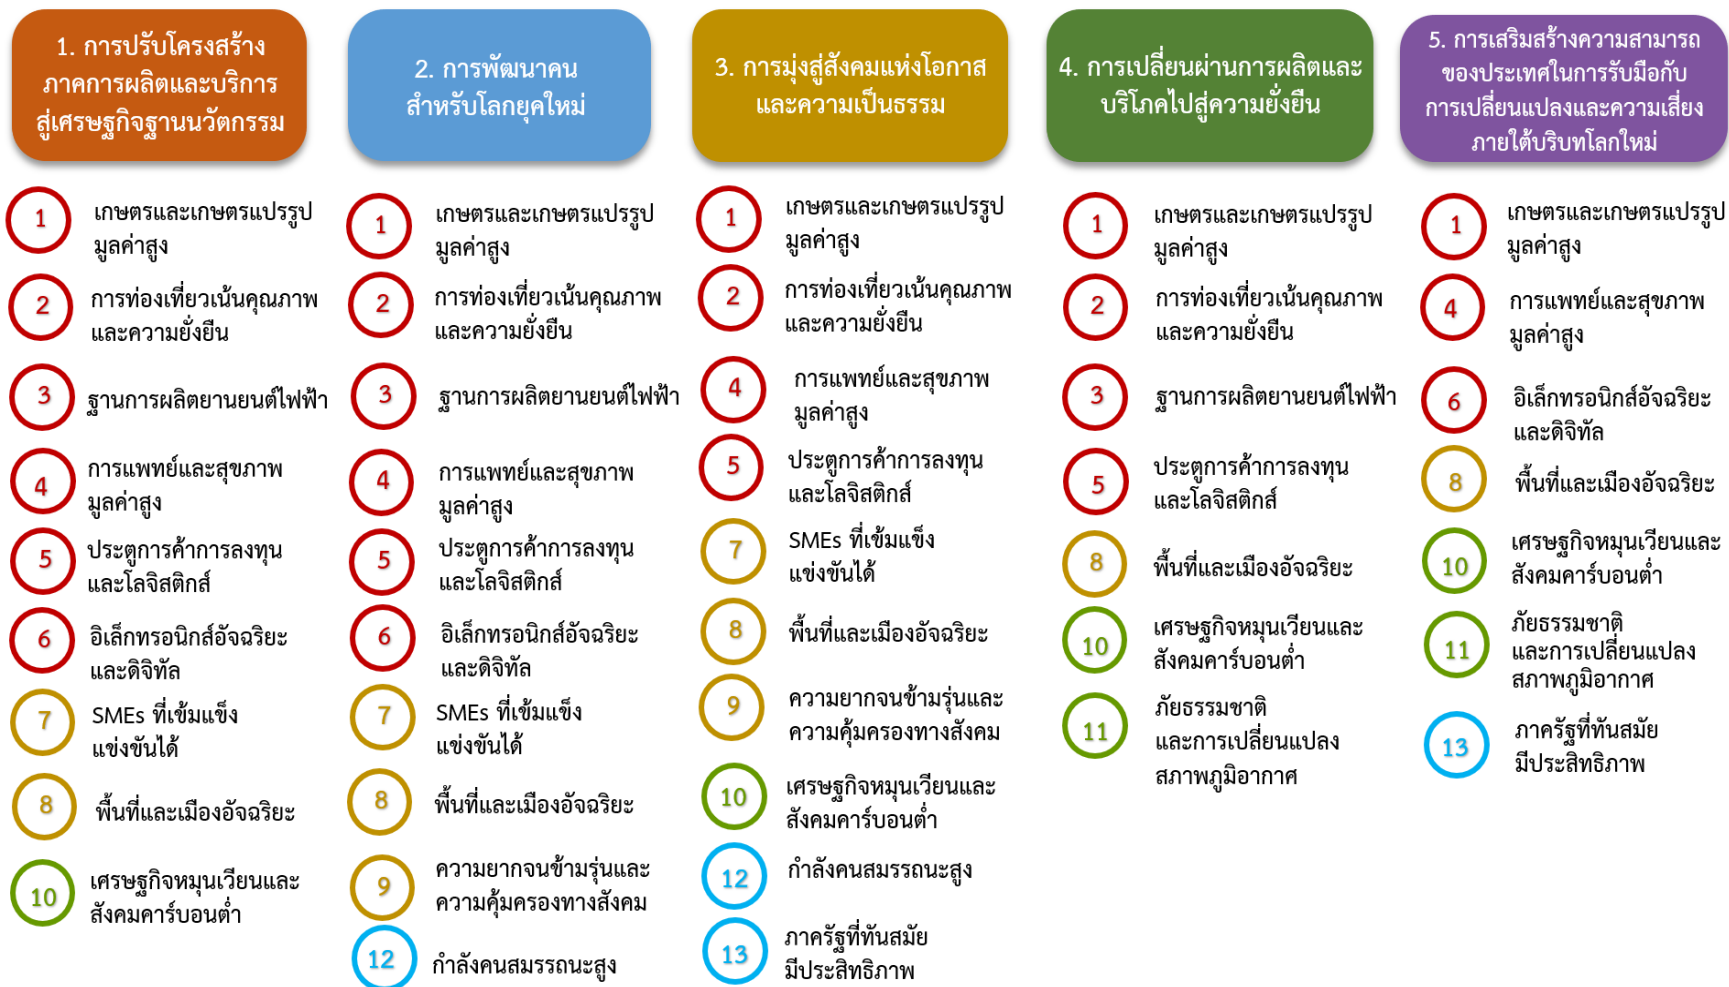 1. การปรับโครงสร้าง
ภาคการผลิตและบริการ
สู่เศรษฐกิจฐานนวัตกรรม
1
เกษตรและเกษตรแปรรูป
มูลค่าสูง
2
การท่องเที่ยวเน้นคุณภาพ
และความยั่งยืน
3
ฐานการผลิตยานยนต์ไฟฟ้า
4
การแพทย์และสุขภาพ
มูลค่าสูง
5
ประตูการค้าการลงทุน
และโลจิสติกส์
6
อิเล็กทรอนิกส์อัจฉริยะ
และดิจิทัล
7
SMEs ที่เข้มแข็ง
แข่งขันได้
8
พื้นที่และเมืองอัจฉริยะ
10
เศรษฐกิจหมุนเวียนและ
สังคมคาร์บอนต่ำ
2. การพัฒนาคน
สำหรับโลกยุคใหม่
1
เกษตรและเกษตรแปรรูป
มูลค่าสูง
2
การท่องเที่ยวเน้นคุณภาพ
และความยั่งยืน
3
ฐานการผลิตยานยนต์ไฟฟ้า
4
การแพทย์และสุขภาพ
มูลค่าสูง
5
ประตูการค้าการลงทุน
และโลจิสติกส์
6
อิเล็กทรอนิกส์อัจฉริยะ
และดิจิทัล
7
SMEs ที่เข้มแข็ง
แข่งขันได้
8
พื้นที่และเมืองอัจฉริยะ
9
ความยากจนข้ามรุ่นและ
ความคุ้มครองทางสังคม
12
กำลังคนสมรรถนะสูง
3. การมุ่งสู่สังคมแห่งโอกาส
และความเป็นธรรม
1
เกษตรและเกษตรแปรรูป
มูลค่าสูง
2
การท่องเที่ยวเน้นคุณภาพ
และความยั่งยืน
4
การแพทย์และสุขภาพ
มูลค่าสูง
5
ประตูการค้าการลงทุน
และโลจิสติกส์
7
SMEs ที่เข้มแข็ง
แข่งขันได้
8
พื้นที่และเมืองอัจฉริยะ
9
ความยากจนข้ามรุ่นและ
ความคุ้มครองทางสังคม
10
เศรษฐกิจหมุนเวียนและ
สังคมคาร์บอนต่ำ
12
กำลังคนสมรรถนะสูง
13
ภาครัฐที่ทันสมัย
มีประสิทธิภาพ
4. การเปลี่ยนผ่านการผลิตและ
บริโภคไปสู่ความยั่งยืน
1
เกษตรและเกษตรแปรรูป
มูลค่าสูง
2
การท่องเที่ยวเน้นคุณภาพ
และความยั่งยืน
3
ฐานการผลิตยานยนต์ไฟฟ้า
5
ประตูการค้าการลงทุน
และโลจิสติกส์
8
พื้นที่และเมืองอัจฉริยะ
10
เศรษฐกิจหมุนเวียนและ
สังคมคาร์บอนต่ำ
11
ภัยธรรมชาติ
และการเปลี่ยนแปลง
สภาพภูมิอากาศ
5. การเสริมสร้างความสามารถ
ของประเทศในการรับมือกับ
การเปลี่ยนแปลงและความเสี่ยง
ภายใต้บริบทโลกใหม่
1
เกษตรและเกษตรแปรรูป
มูลค่าสูง
4
การแพทย์และสุขภาพ
มูลค่าสูง
6
อิเล็กทรอนิกส์อัจฉริยะ
และดิจิทัล
8
พื้นที่และเมืองอัจฉริยะ
10
เศรษฐกิจหมุนเวียนและ
สังคมคาร์บอนต่ำ
11
ภัยธรรมชาติ
และการเปลี่ยนแปลง
สภาพภูมิอากาศ
13
ภาครัฐที่ทันสมัย
มีประสิทธิภาพ